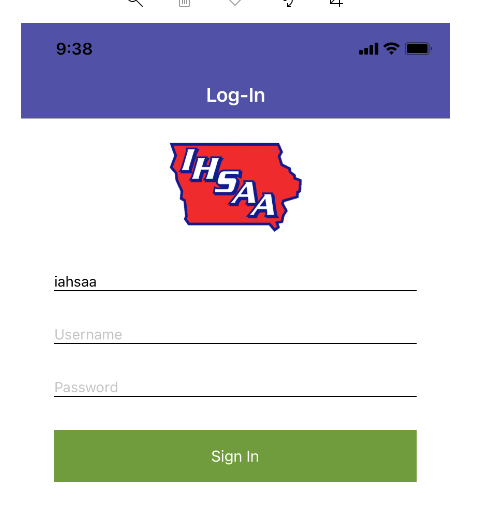 9:38
Log-In
IHSAA
iahsaa
Username
Password
Sign In